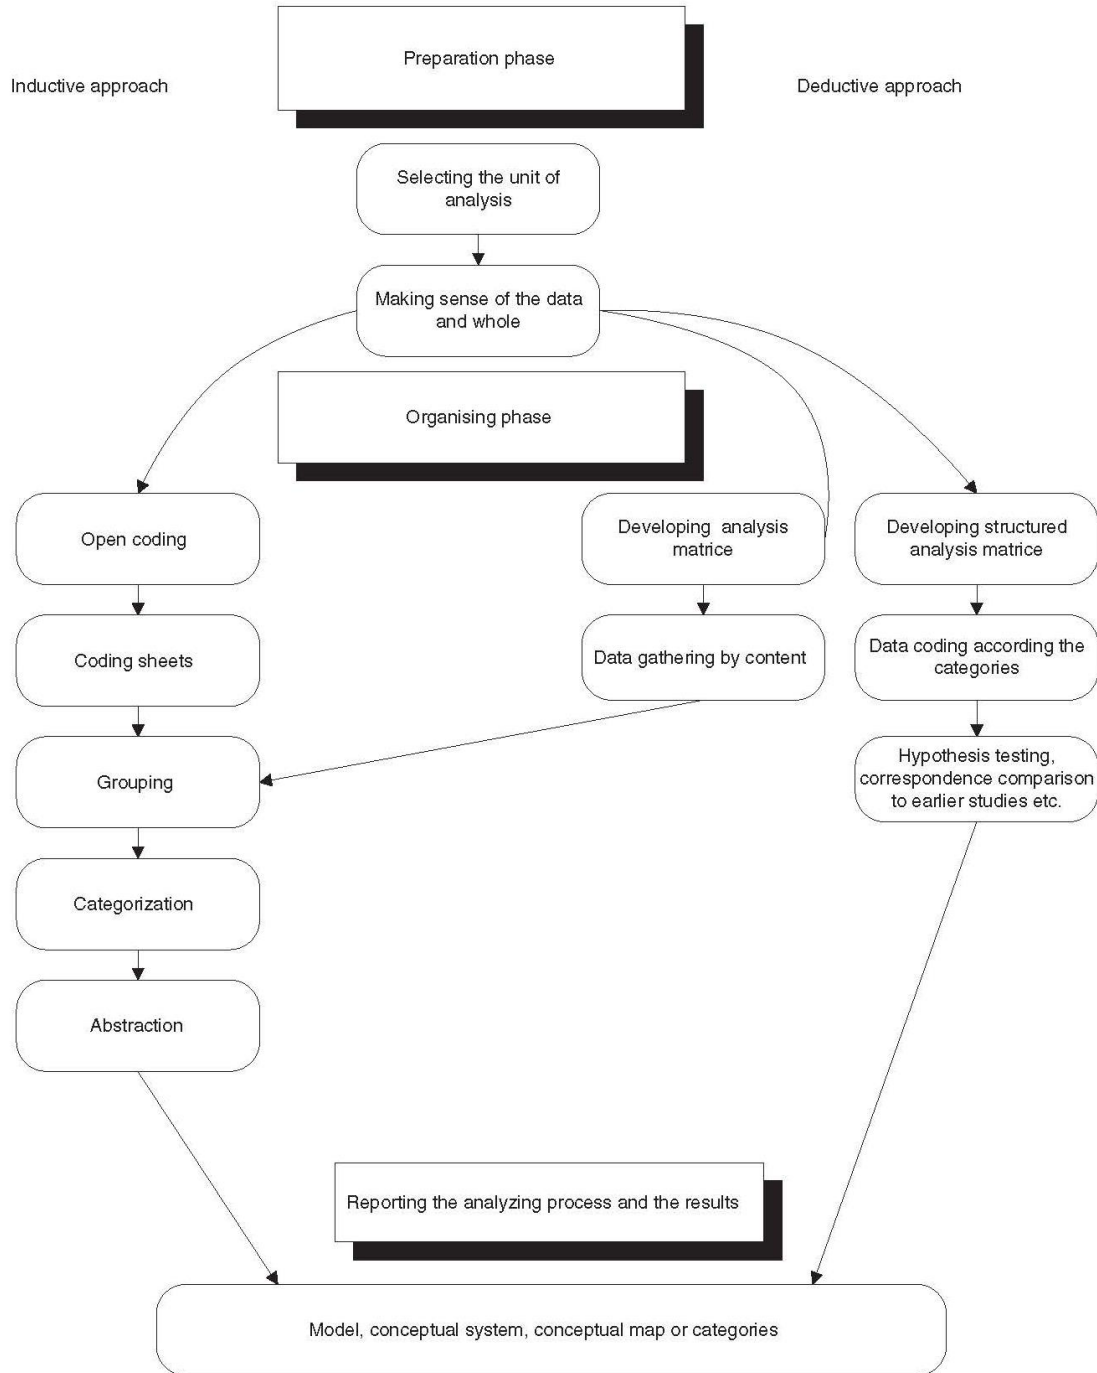 Preparation phase
Inductive approach
Deductive approach
Selecting the unit of
analysis
Making sense of the data
and whole
Organising phase
Open coding
Developing analysis
matrice
Developing structured
analysis matrice
Coding sheets
Data gathering by content
Data coding according the
categories
Grouping
Hypothesis testing,
correspondence comparison
to earlier studies etc.
Categorization
Abstraction
Reporting the analyzing process and the results
Model, conceptual system, conceptual map or categories